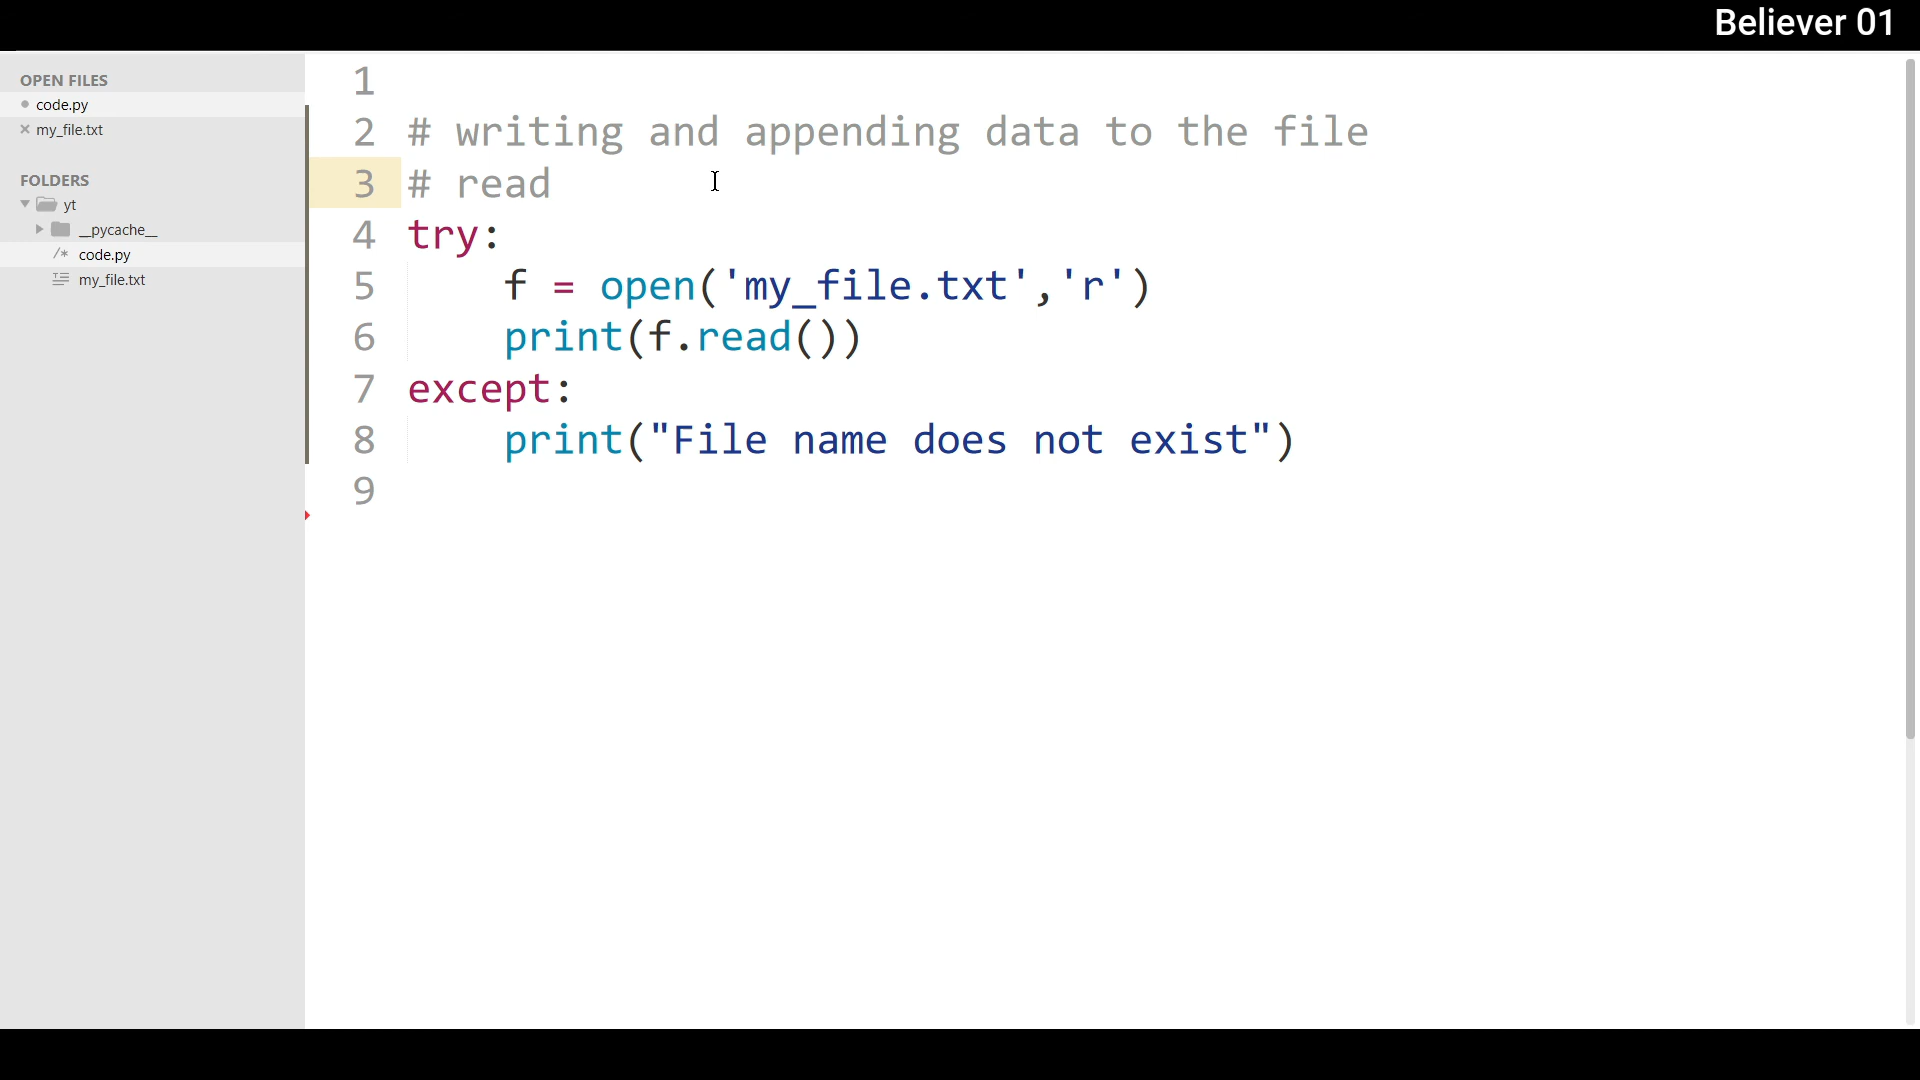 Believer 01
OPEN FILES
code.py
my_file.txt
FOLDERS
yt
__pycache__
/* code.py
my_file.txt
1
2 # writing and appending data to the file
3 # read
4 try:
5     f = open('my_file.txt','r')
6     print(f.read())
7 except:
8     print("File name does not exist")
9